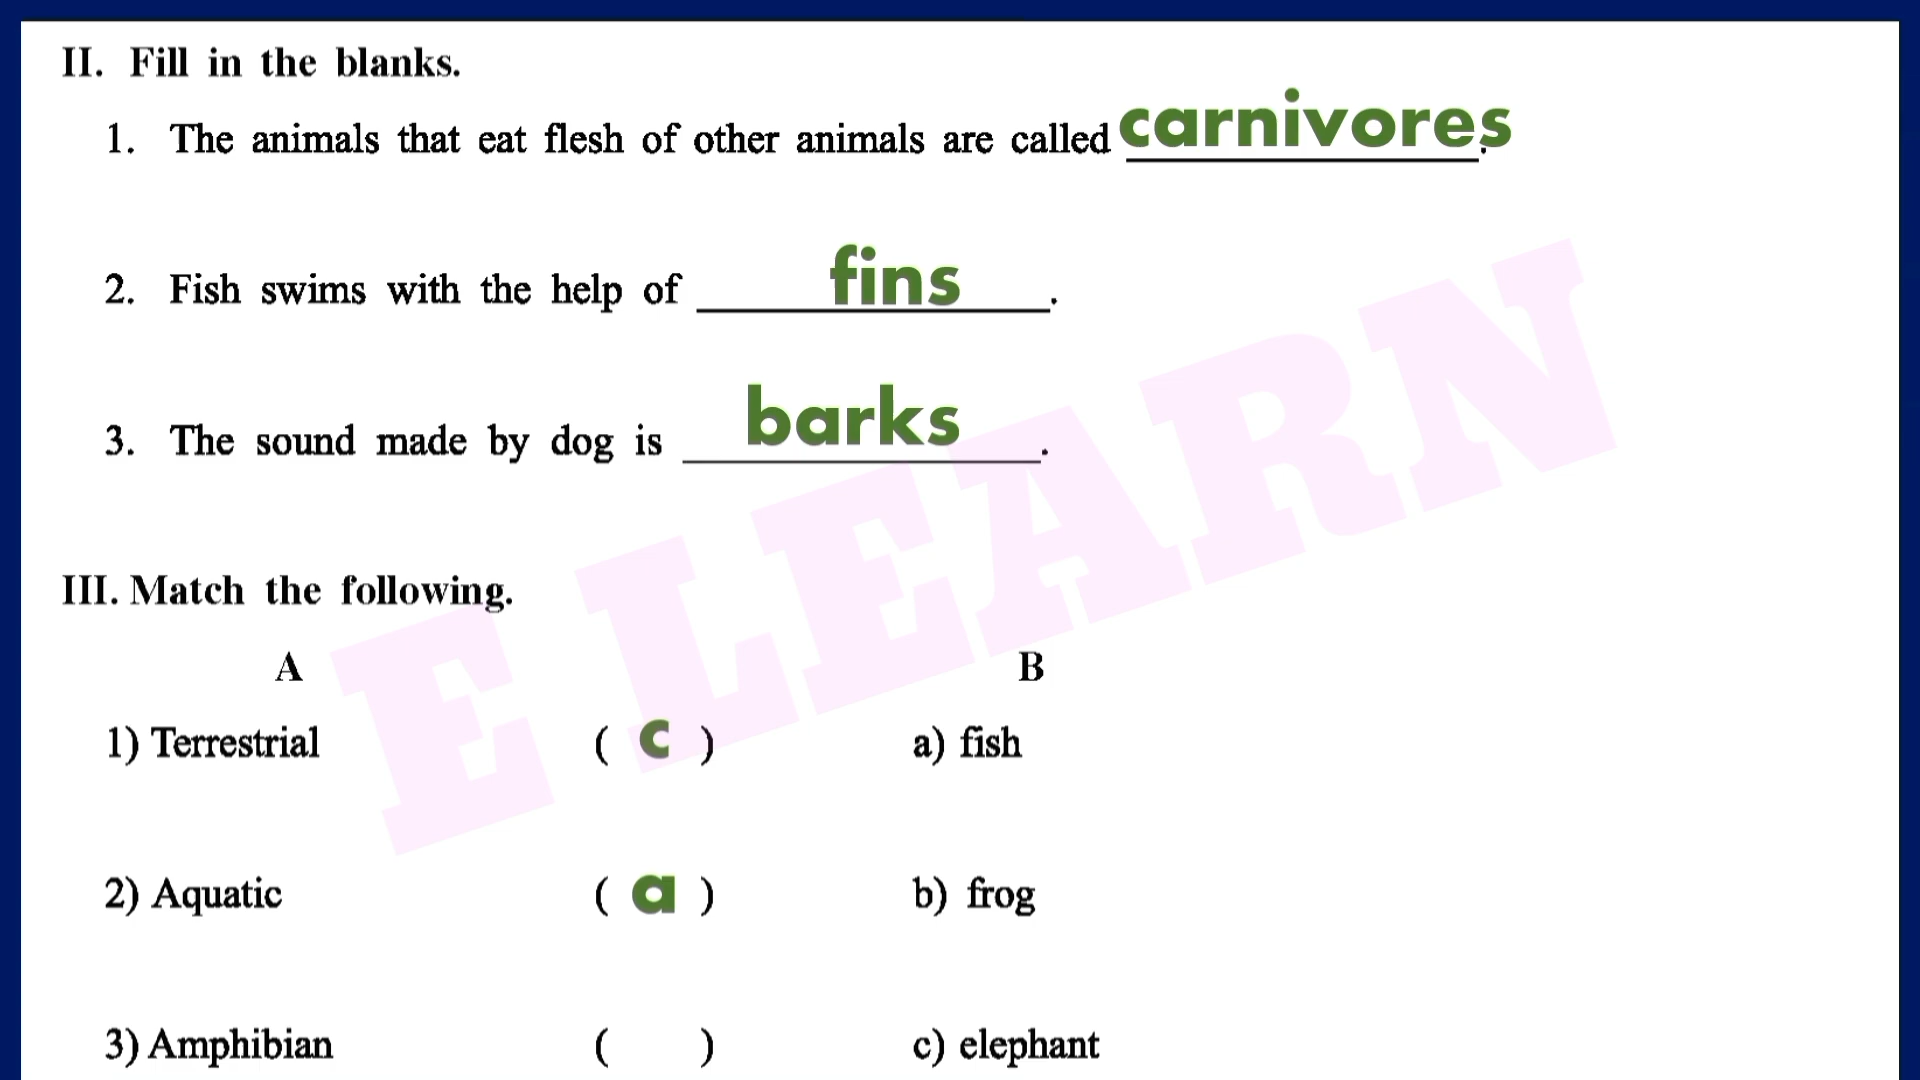 II. Fill in the blanks.
1. The animals that eat flesh of other animals are called carnivores.
2. Fish swims with the help of fins.
3. The sound made by dog is barks.
III. Match the following.
A B
1) Terrestrial ( c ) a) fish
2) Aquatic ( a ) b) frog
3) Amphibian ( ) c) elephant
E LEARN